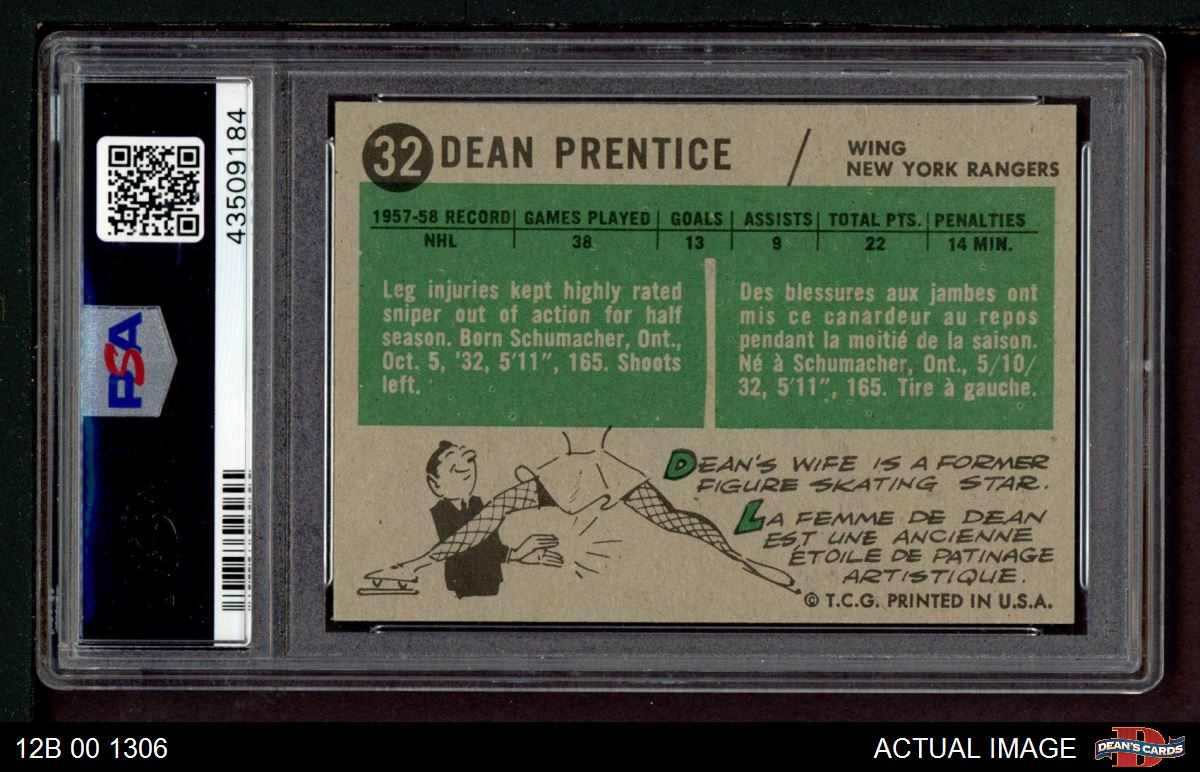 43509184
PSA
32 DEAN PRENTICE / WING
NEW YORK RANGERS
1957-58 RECORD GAMES PLAYED GOALS ASSISTS TOTAL PTS. PENALTIES
NHL 38 13 9 22 14 MIN.
Leg injuries kept highly rated
sniper out of action for half
season. Born Schumacher, Ont.,
Oct. 5, '32, 5'11", 165. Shoots
left.
Des blessures aux jambes ont
mis ce canardeur au repos
pendant la moitié de la saison.
Né à Schumacher, Ont., 5/10/
32, 5'11", 165. Tire à gauche.
DEAN'S WIFE IS A FORMER
FIGURE SKATING STAR.
LA FEMME DE DEAN
EST UNE ANCIENNE
ÉTOILE DE PATINAGE
ARTISTIQUE.
© T.C.G. PRINTED IN U.S.A.
12B 00 1306
ACTUAL IMAGE
D
DEAN'S CARDS